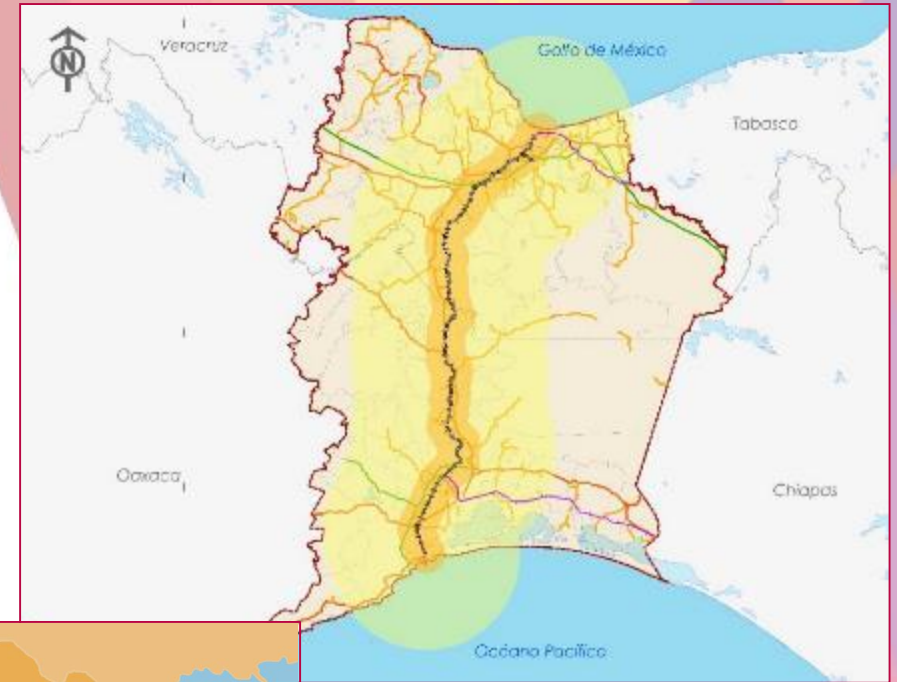 N
Veracruz
Golfo de México
Tabasco
Oaxaca
Chiapas
Océano Pacífico